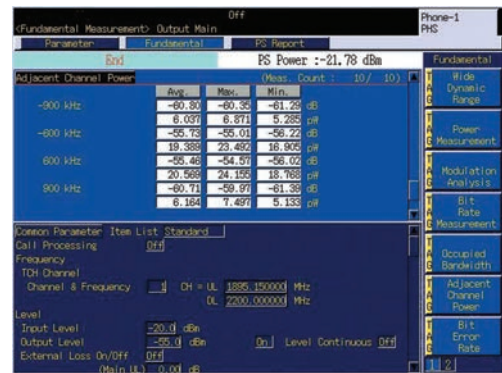 Off
Phone-1
PHS
<Fundamental Measurement> Output Main
Parameter Fundamental PS Report
End PS Power :-21.78 dBm Fundamental
Adjacent Channel Power (Meas. Count : 10/ 10)
Avg. Max. Min.
-900 kHz -60.80 -60.35 -61.29 dB
6.037 6.871 5.285 pW
-600 kHz -55.73 -55.01 -56.22 dB
19.389 23.492 16.905 pW
600 kHz -55.46 -54.57 -56.02 dB
20.568 24.155 18.768 pW
900 kHz -60.71 -59.97 -61.39 dB
6.164 7.497 5.133 pW
Common Parameter Item List Standard
Call Processing Off
Frequency
TCH Channel
Channel & Frequency 1 CH = UL 1895.150000 MHz
DL 2200.000000 MHz
Level
Input Level -20.0 dBm
Output Level -55.0 dBm On Level Continuous Off
External Loss On/Off Off
(Main UL) 0.00 dB
TAG Wide Dynamic Range
TAG Power Measurement
TAG Modulation Analysis
TAG Bit Rate Measurement
TAG Occupied Bandwidth
TAG Adjacent Channel Power
TAG Bit Error Rate
1 2